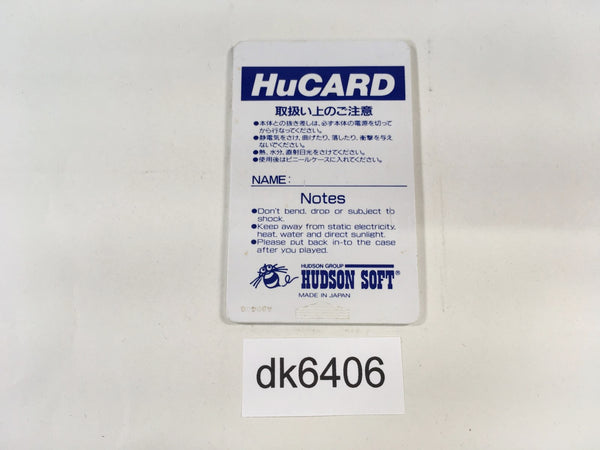 HuCARD
取扱い上のご注意
●本体との抜き差しは、必ず本体の電源を切って
から行なってください。
●静電気をさけ、曲げたり、落したり、衝撃を与え
ないでください。
●熱、水分、直射日光をさけてください。
●使用後はビニールケースに入れてください。
NAME:
Notes
●Don't bend, drop or subject to
shock.
●Keep away from static electricity,
heat, water and direct sunlight.
●Please put back in-to the case
after you played.
HUDSON GROUP
HUDSON SOFT®
MADE IN JAPAN
dk6406